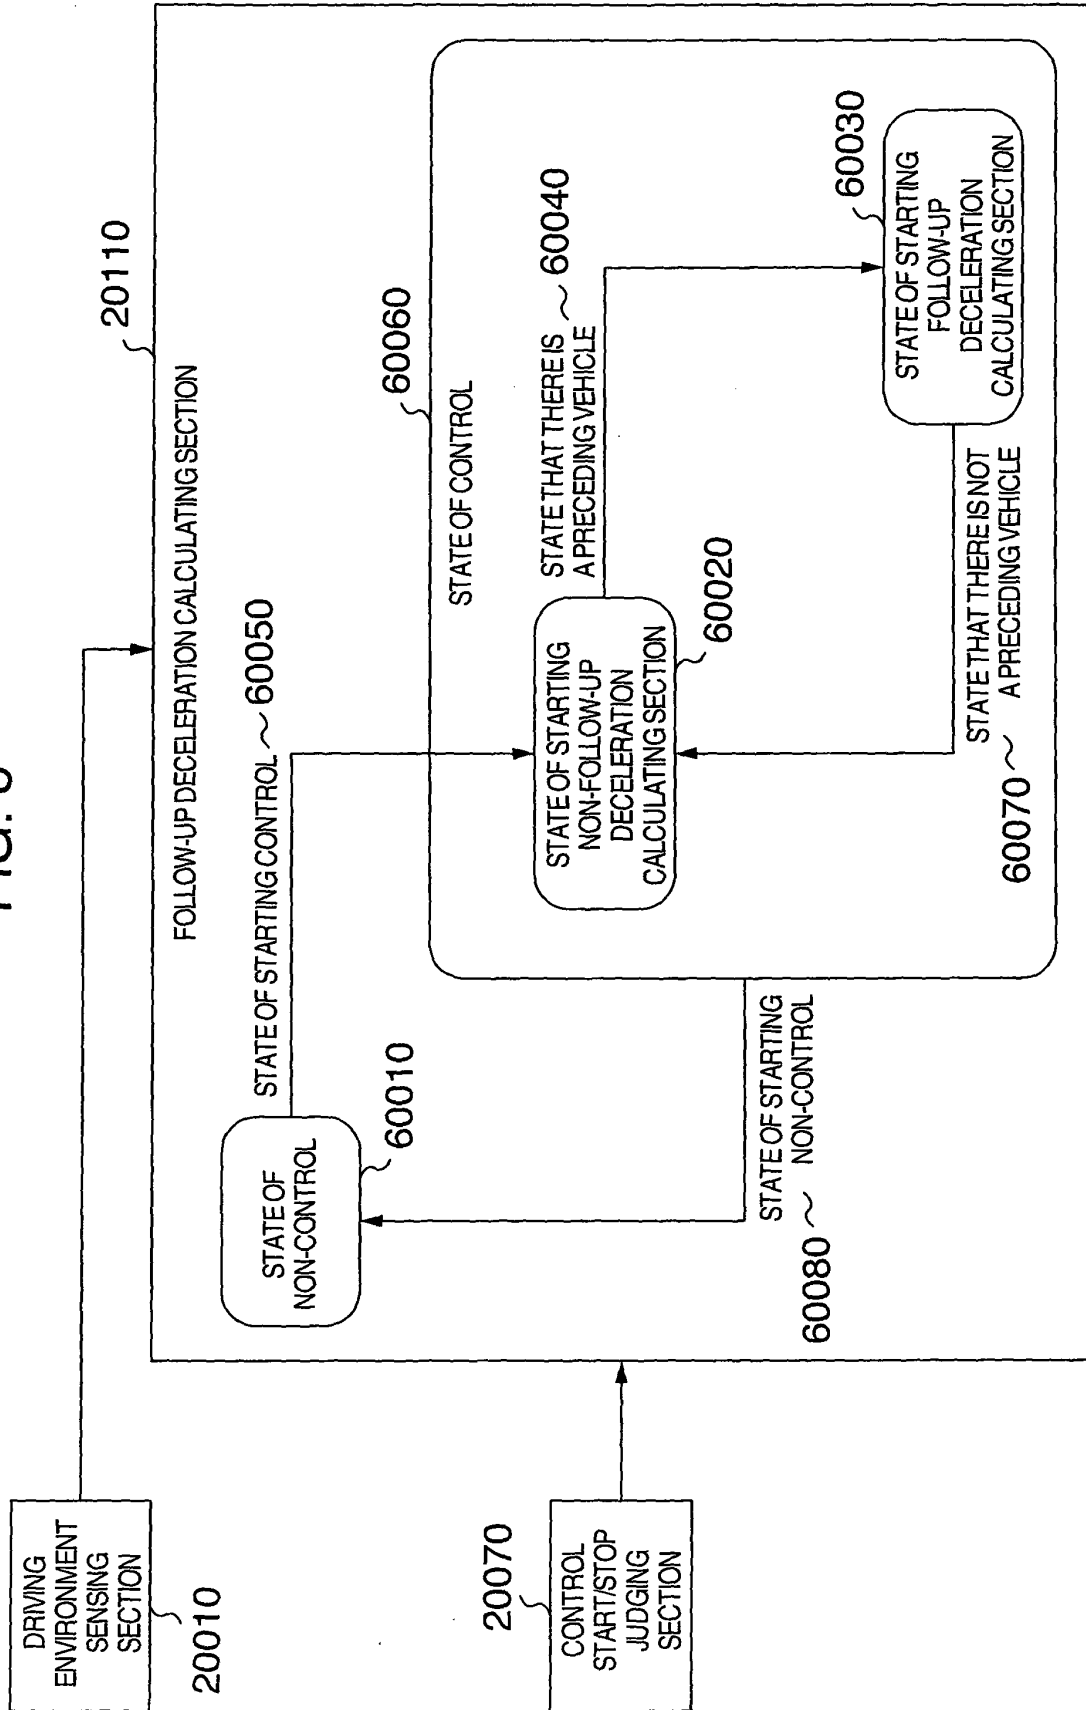 20110
FOLLOW-UP DECELERATION CALCULATING SECTION
DRIVING
ENVIRONMENT
SENSING
SECTION
20010
CONTROL
START/STOP
JUDGING
SECTION
20070
STATE OF
NON-CONTROL
60010
STATE OF STARTING CONTROL
60050
STATE OF CONTROL
60060
STATE OF STARTING
NON-FOLLOW-UP
DECELERATION
CALCULATING SECTION
60020
STATE THAT THERE IS
A PRECEDING VEHICLE
60040
STATE OF STARTING
FOLLOW-UP
DECELERATION
CALCULATING SECTION
60030
STATE THAT THERE IS NOT
A PRECEDING VEHICLE
60070
STATE OF STARTING
NON-CONTROL
60080